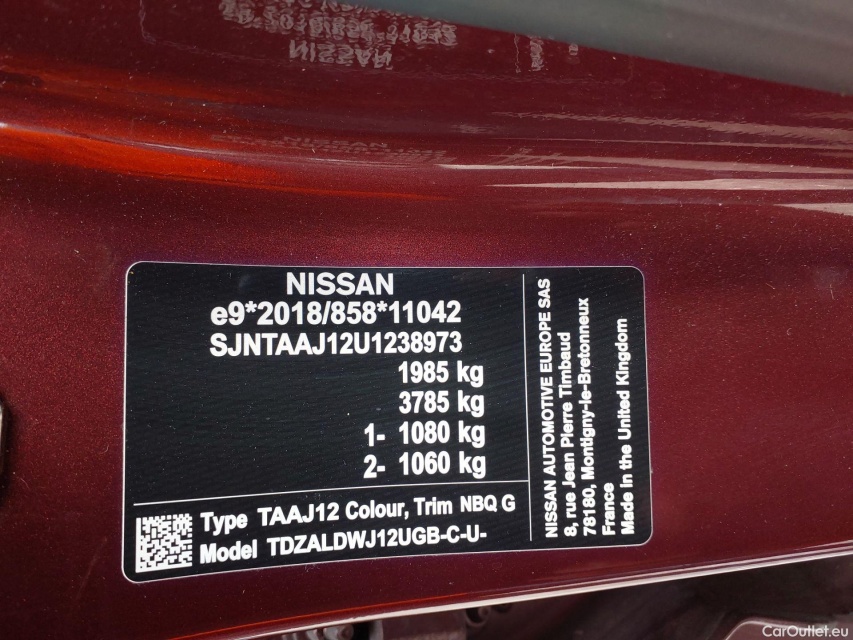 NISSAN
e9*2018/858*11042
SJNTAAJ12U1238973
1985 kg
3785 kg
1- 1080 kg
2- 1060 kg
Type TAAJ12 Colour, Trim NBQ G
Model TDZALDWJ12UGB-C-U-
NISSAN AUTOMOTIVE EUROPE SAS
8, rue Jean Pierre Timbaud
78180, Montigny-le-Bretonneux
France
Made in the United Kingdom
CarOutlet.eu